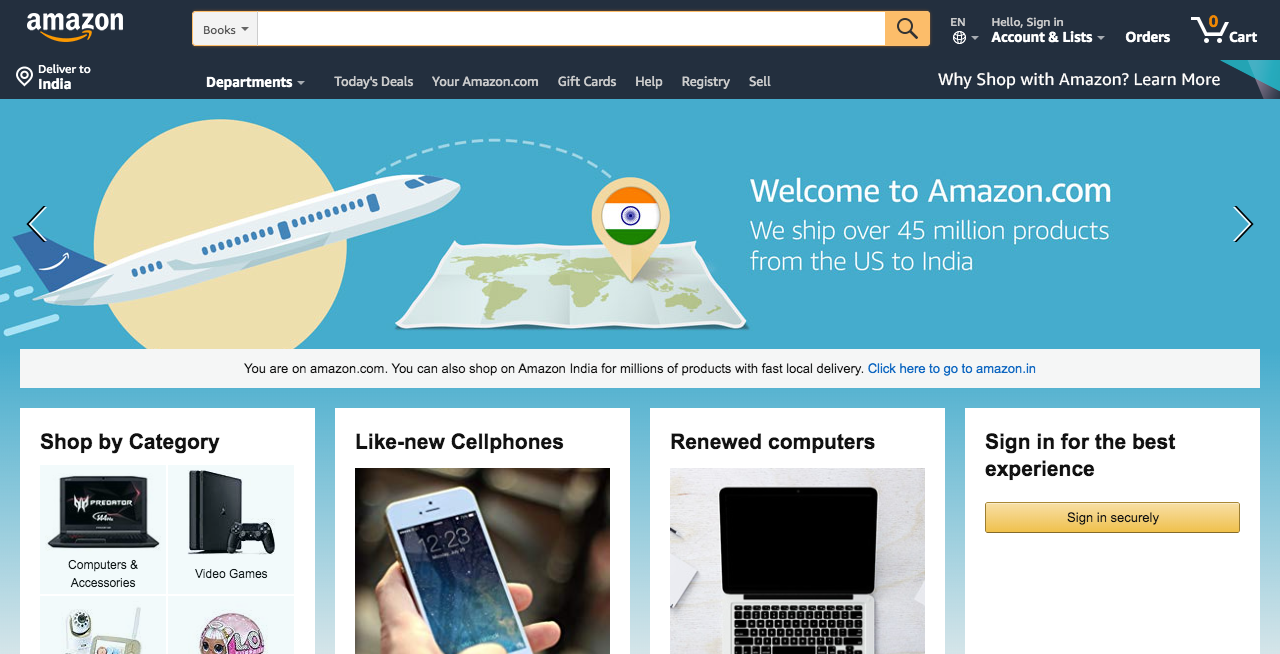 amazon
Books
EN
Hello, Sign in
Account & Lists
Orders
0
Cart
Deliver to
India
Departments
Today's Deals
Your Amazon.com
Gift Cards
Help
Registry
Sell
Why Shop with Amazon? Learn More
Welcome to Amazon.com
We ship over 45 million products
from the US to India
You are on amazon.com. You can also shop on Amazon India for millions of products with fast local delivery. Click here to go to amazon.in
Shop by Category
PREDATOR
144Hz
Computers &
Accessories
Video Games
Like-new Cellphones
12:23
Renewed computers
Sign in for the best
experience
Sign in securely